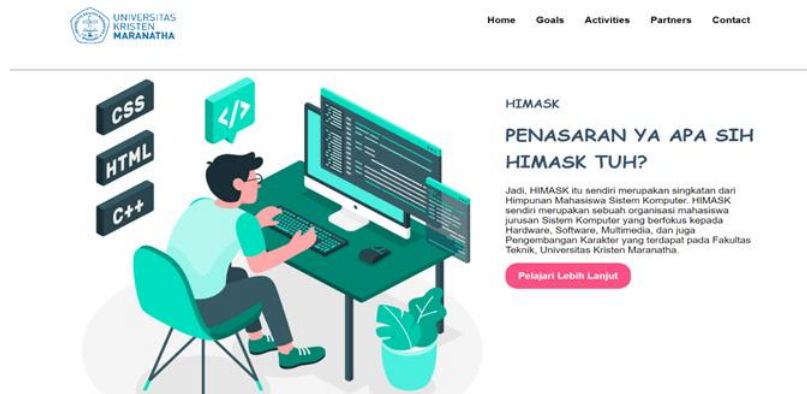 UNIVERSITAS
KRISTEN
MARANATHA
Home Goals Activities Partners Contact
CSS
</>
HTML
C++
HIMASK
PENASARAN YA APA SIH
HIMASK TUH?
Jadi, HIMASK itu sendiri merupakan singkatan dari
Himpunan Mahasiswa Sistem Komputer. HIMASK
sendiri merupakan sebuah organisasi mahasiswa
jurusan Sistem Komputer yang berfokus kepada
Hardware, Software, Multimedia, dan juga
Pengembangan Karakter yang terdapat pada Fakultas
Teknik, Universitas Kristen Maranatha.
Pelajari Lebih Lanjut